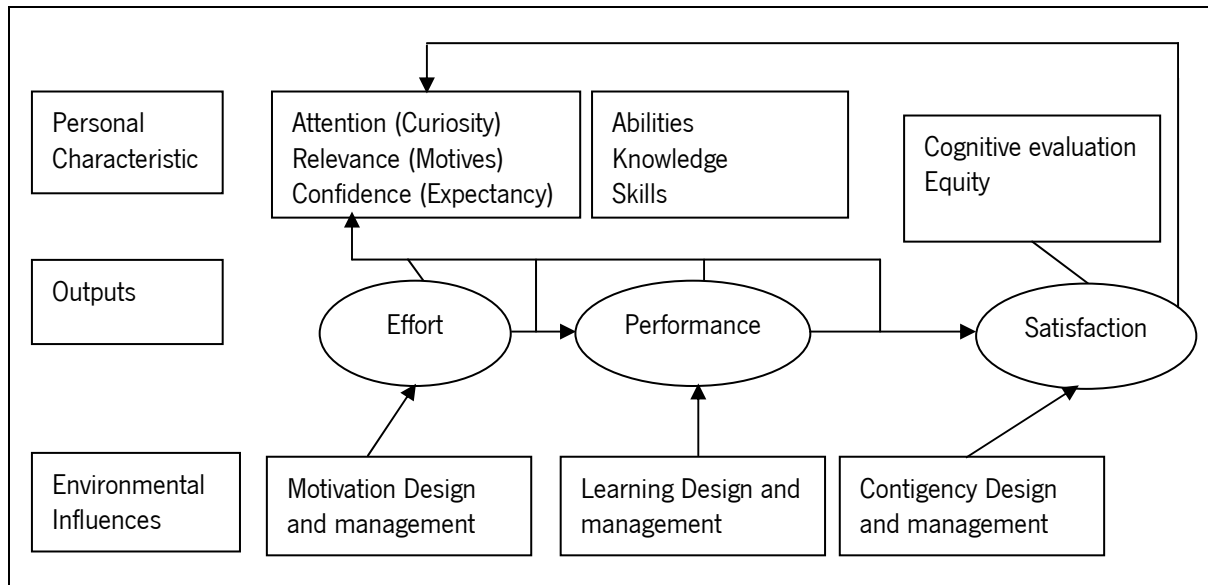 Personal
Characteristic
Attention (Curiosity)
Relevance (Motives)
Confidence (Expectancy)
Abilities
Knowledge
Skills
Cognitive evaluation
Equity
Outputs
Effort
Performance
Satisfaction
Environmental
Influences
Motivation Design
and management
Learning Design and
management
Contigency Design
and management